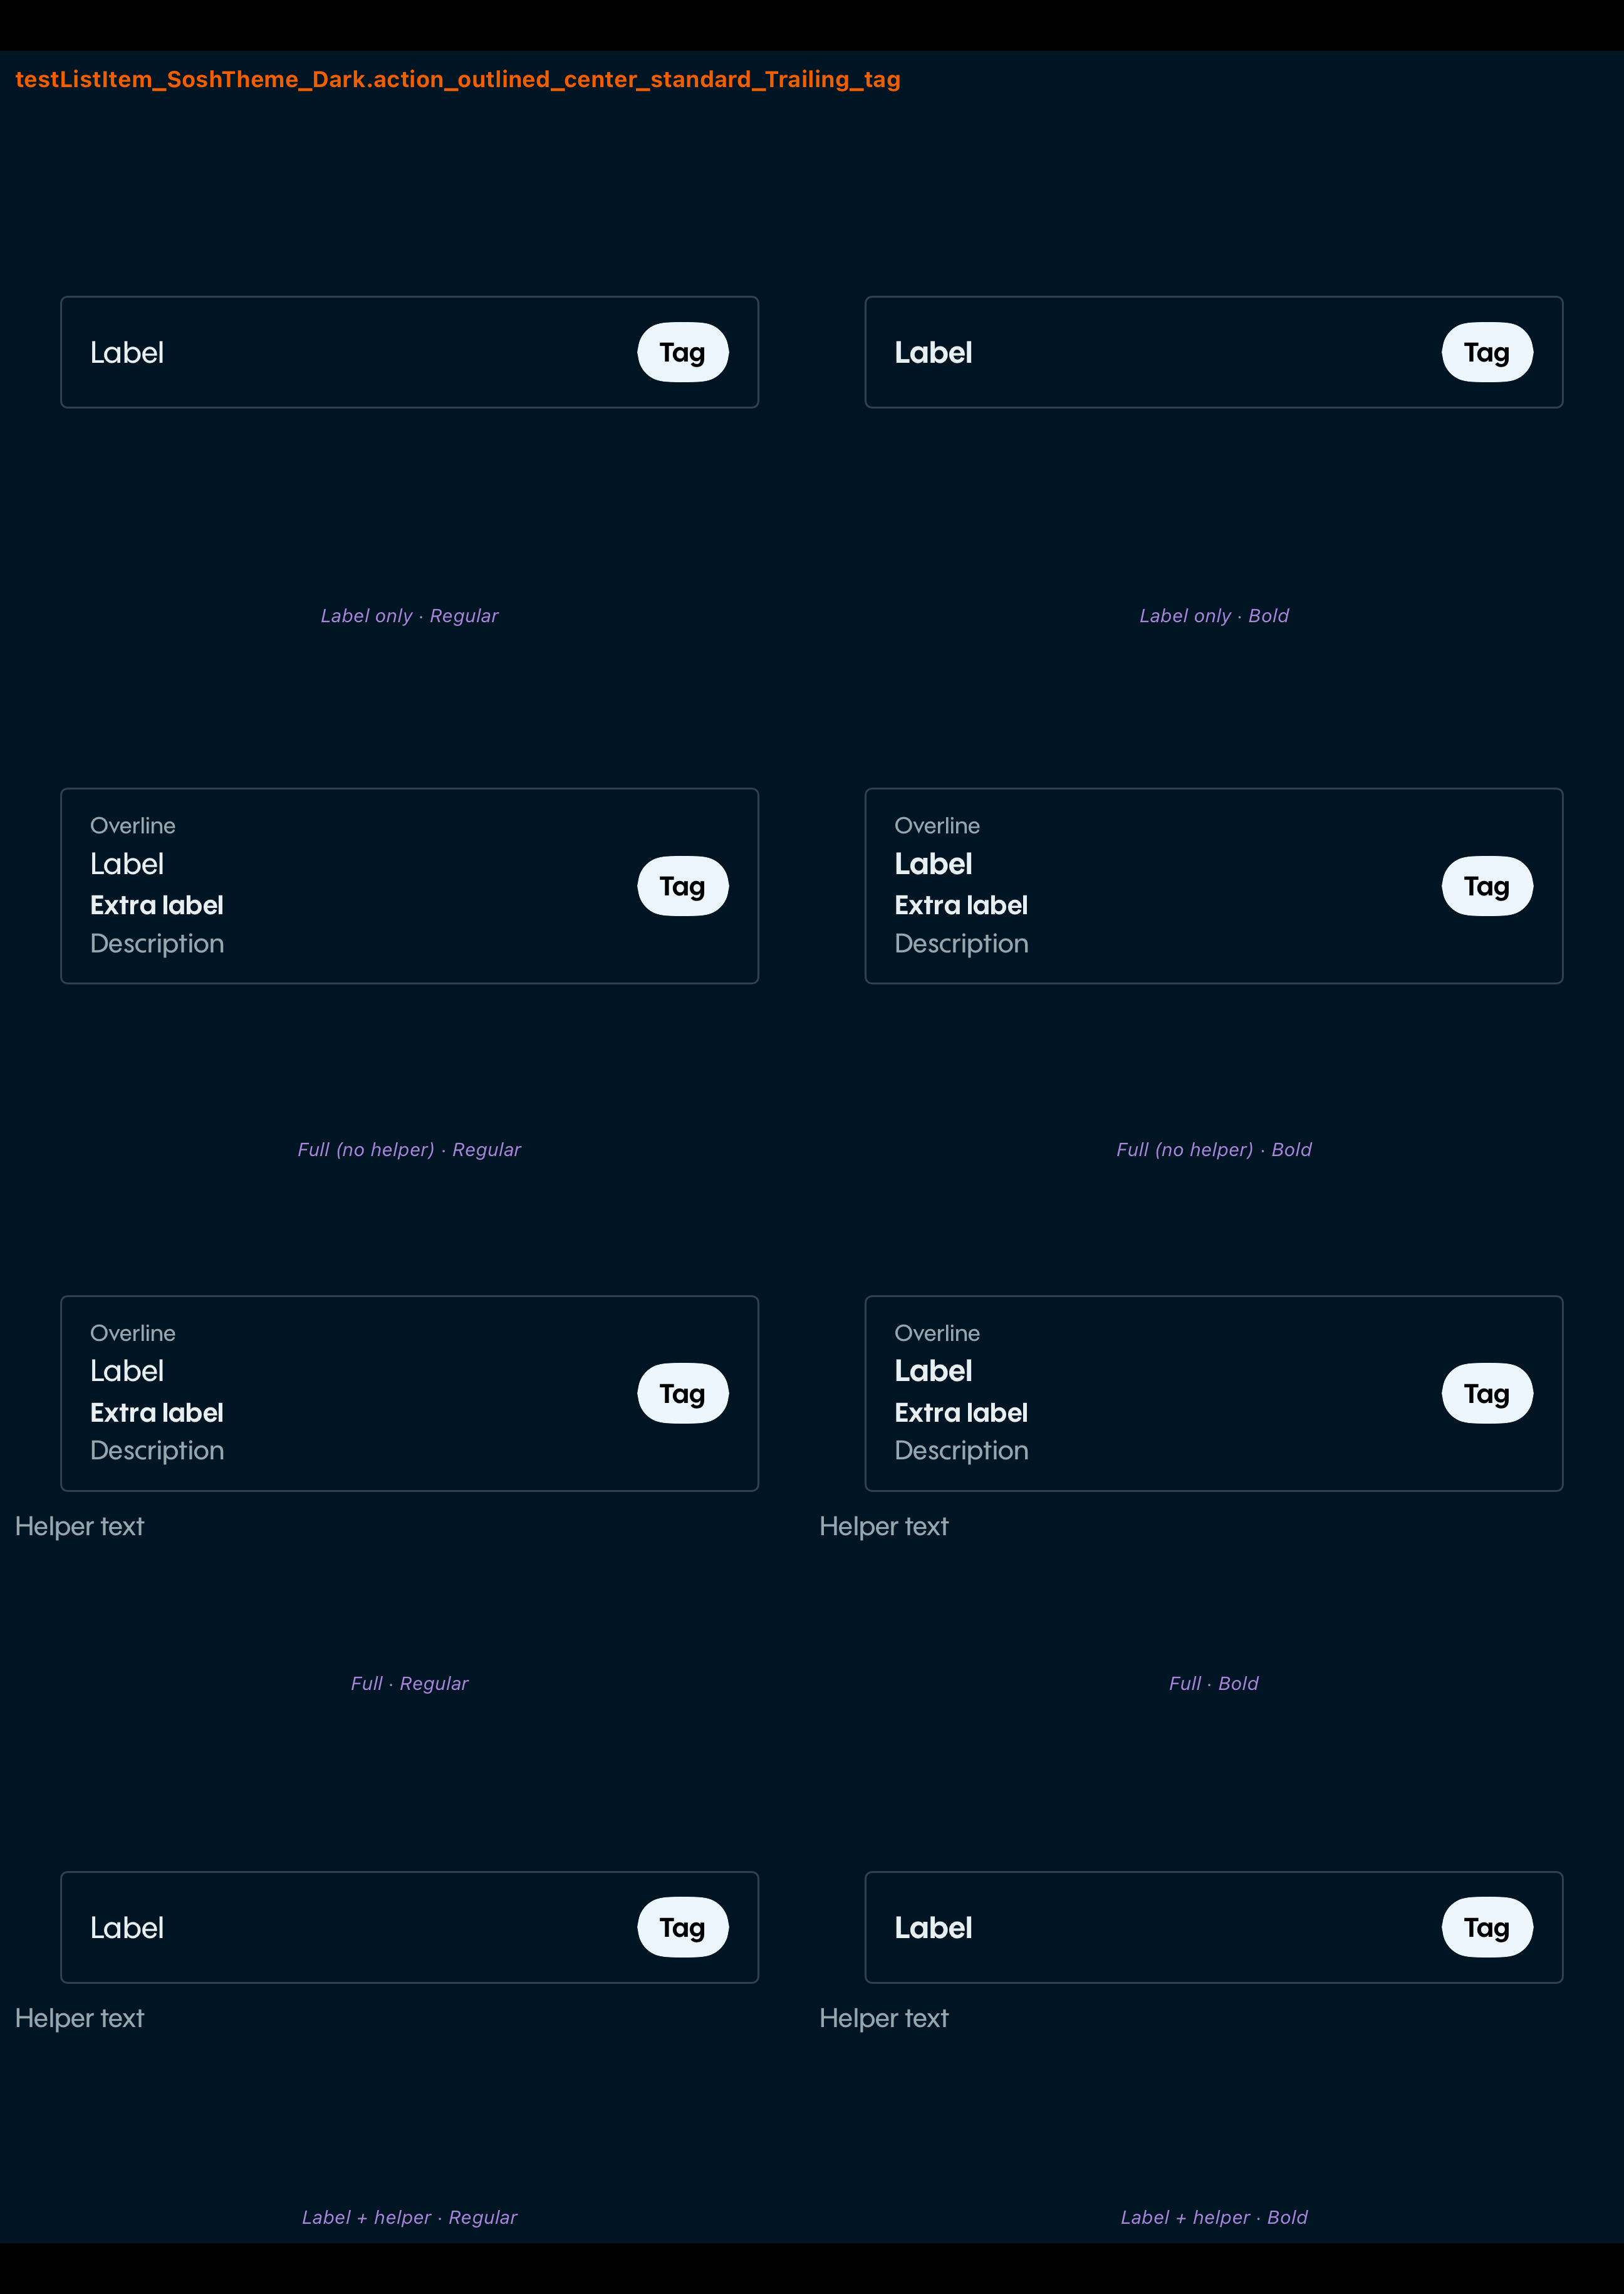 testListItem_SoshTheme_Dark.action_outlined_center_standard_Trailing_tag
Label Tag
Label Tag
Label only · Regular
Label only · Bold
Overline
Label
Extra label
Description
Tag
Overline
Label
Extra label
Description
Tag
Full (no helper) · Regular
Full (no helper) · Bold
Overline
Label
Extra label
Description
Tag
Helper text
Overline
Label
Extra label
Description
Tag
Helper text
Full · Regular
Full · Bold
Label Tag
Helper text
Label Tag
Helper text
Label + helper · Regular
Label + helper · Bold